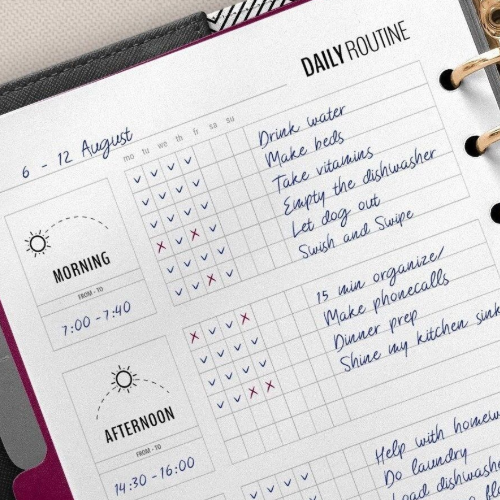 DAILY ROUTINE
6 - 12 August
mo tu we th fr sa su
Drink water
Make beds
Take vitamins
Empty the dishwasher
Let dog out
Swish and Swipe
MORNING
FROM - TO
7:00 - 7:40
15 min organize/
Make phonecalls
Dinner prep
Shine my kitchen sink
AFTERNOON
FROM - TO
14:30 - 16:00
Help with homew
Do laundry
Load dishwashe